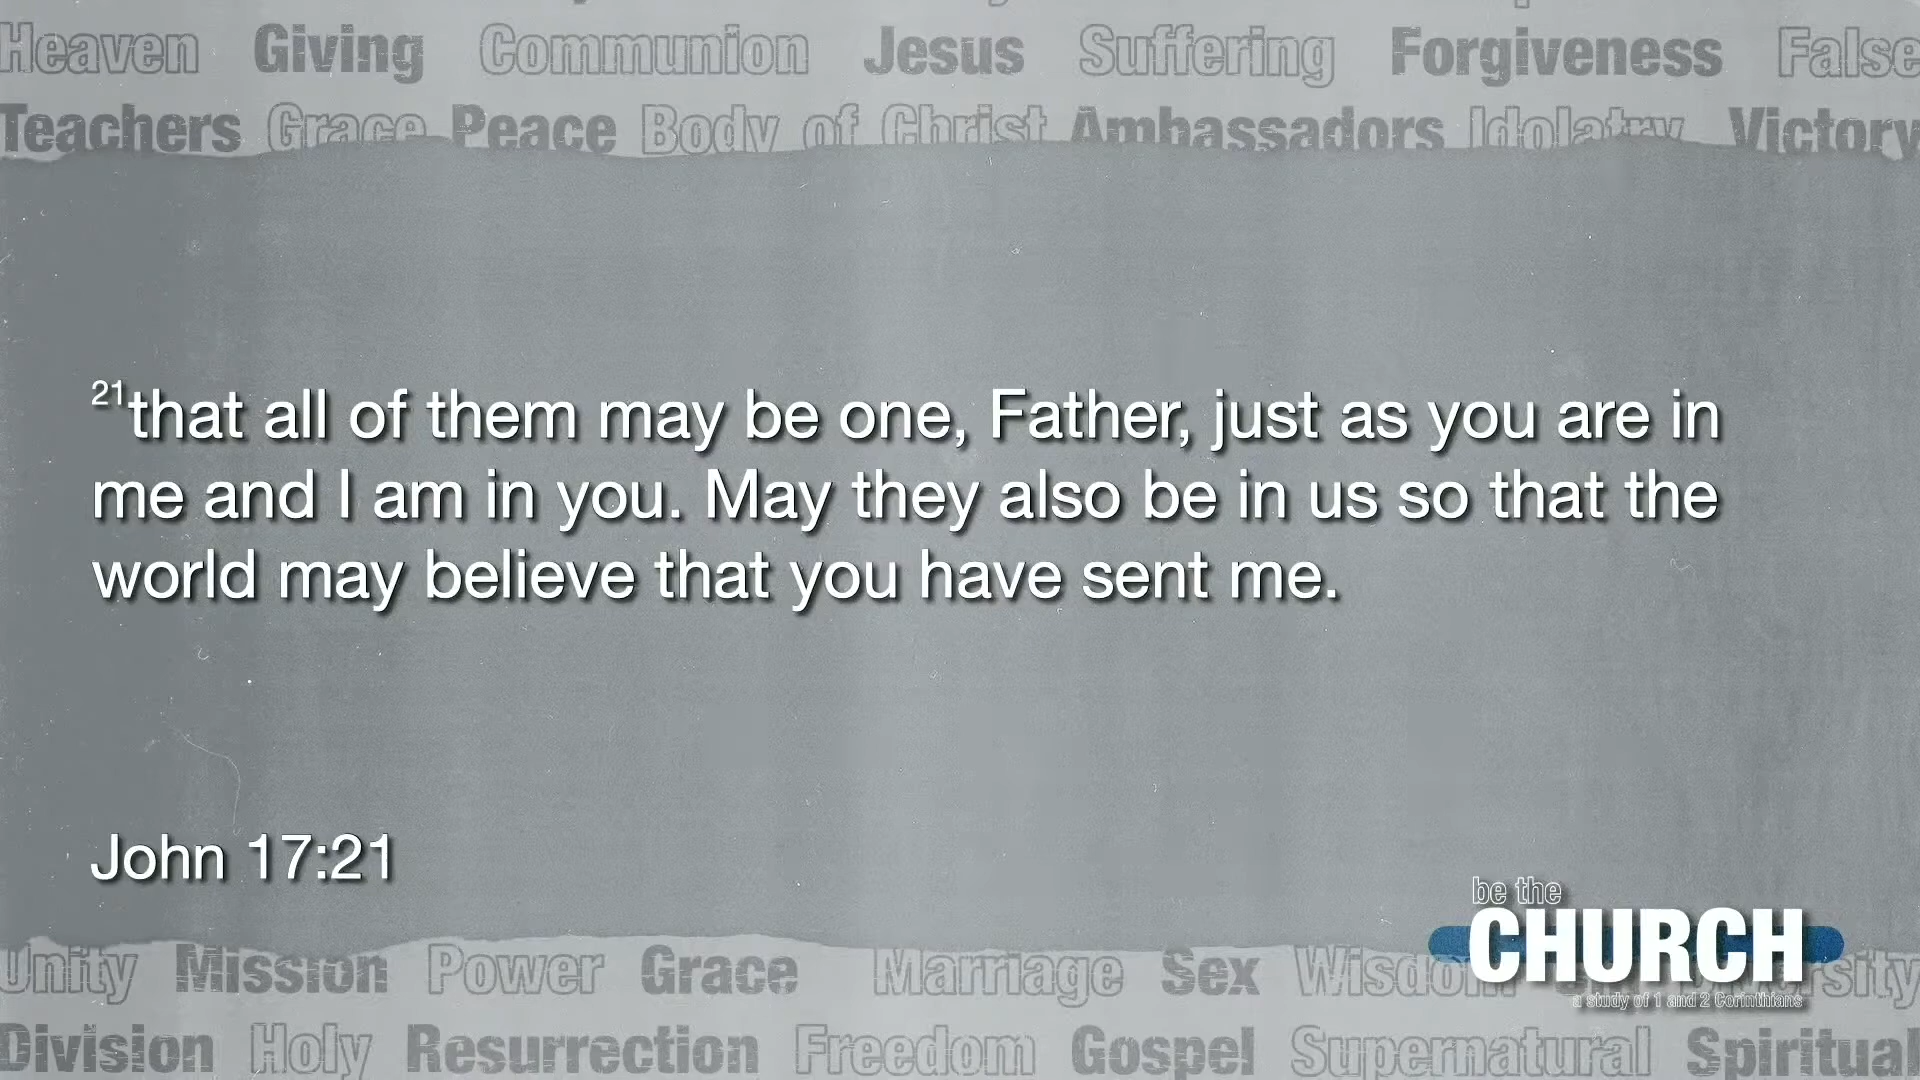 Heaven Giving Communion Jesus Suffering Forgiveness False
Teachers Grace Peace Body of Christ Ambassadors Idolatry Victory
21that all of them may be one, Father, just as you are in
me and I am in you. May they also be in us so that the
world may believe that you have sent me.
John 17:21
be the
CHURCH
a study of 1 and 2 Corinthians
Unity Mission Power Grace Marriage Sex
Division Holy Resurrection Freedom Gospel Supernatural Spiritual